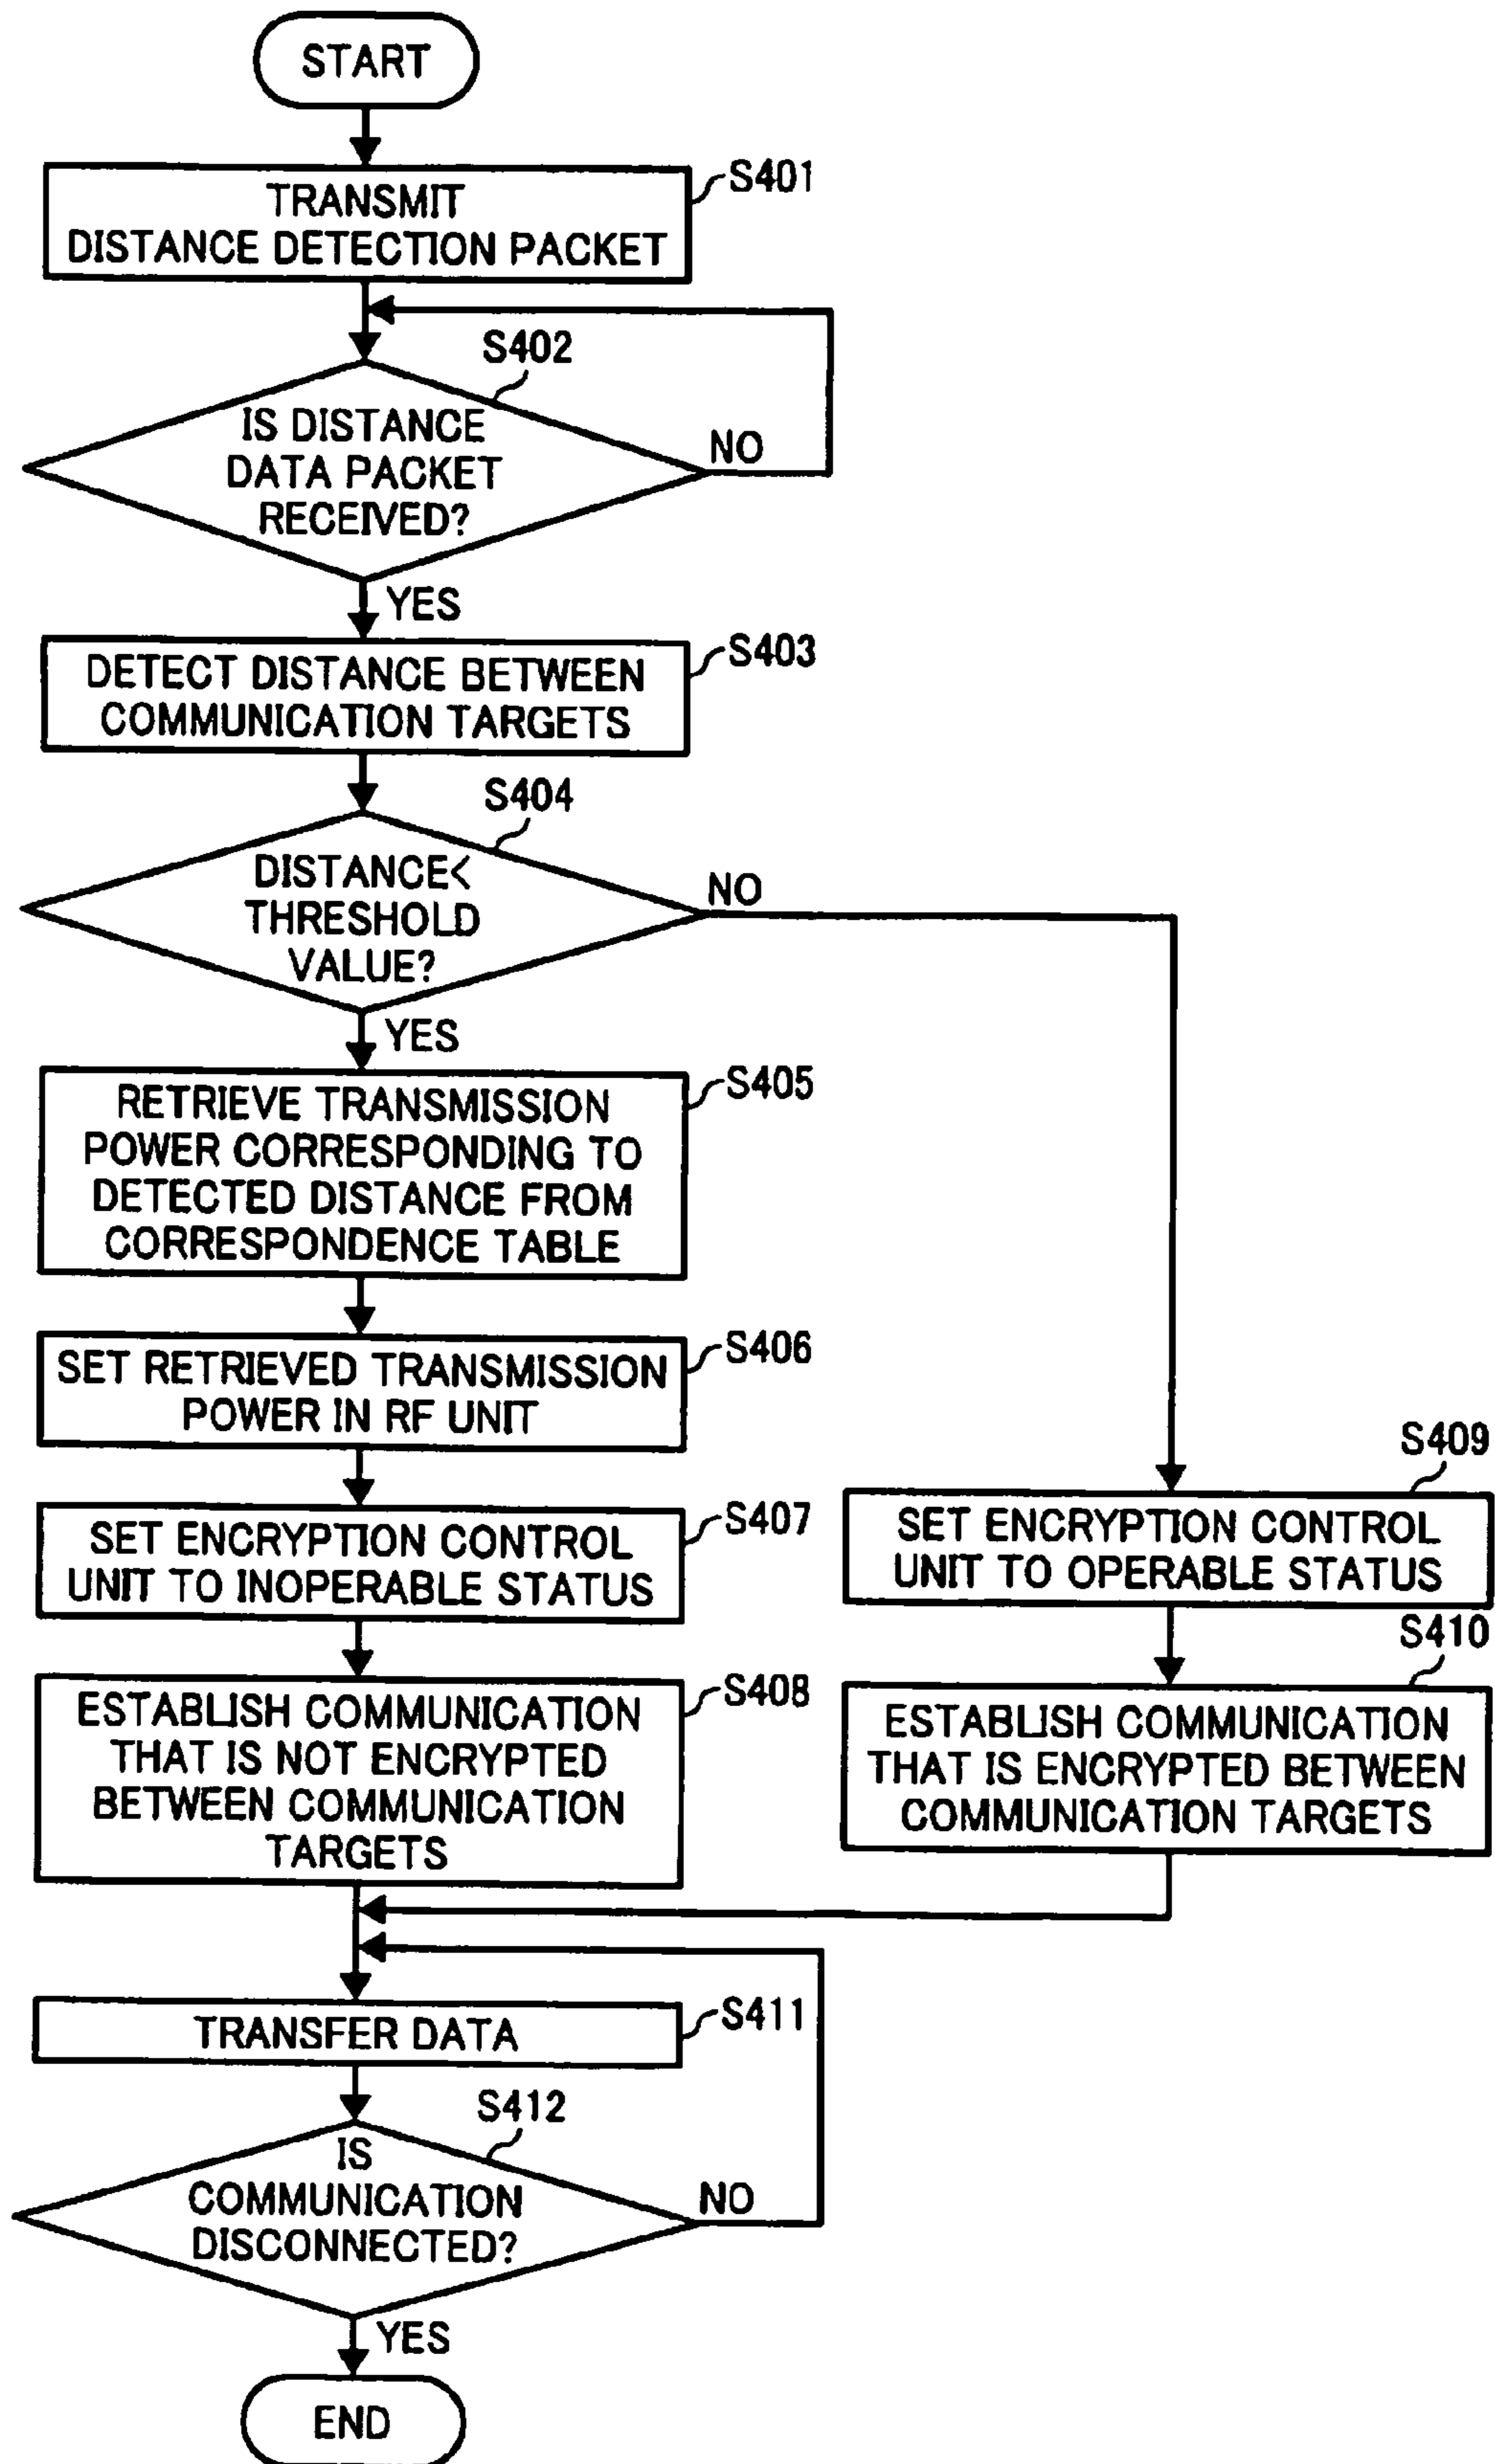 START
S401
TRANSMIT
DISTANCE DETECTION PACKET
S402
IS DISTANCE
DATA PACKET
RECEIVED?
NO
YES
S403
DETECT DISTANCE BETWEEN
COMMUNICATION TARGETS
S404
DISTANCE<
THRESHOLD
VALUE?
NO
YES
S405
RETRIEVE TRANSMISSION
POWER CORRESPONDING TO
DETECTED DISTANCE FROM
CORRESPONDENCE TABLE
S406
SET RETRIEVED TRANSMISSION
POWER IN RF UNIT
S407
SET ENCRYPTION CONTROL
UNIT TO INOPERABLE STATUS
S408
ESTABLISH COMMUNICATION
THAT IS NOT ENCRYPTED
BETWEEN COMMUNICATION
TARGETS
S409
SET ENCRYPTION CONTROL
UNIT TO OPERABLE STATUS
S410
ESTABLISH COMMUNICATION
THAT IS ENCRYPTED BETWEEN
COMMUNICATION TARGETS
S411
TRANSFER DATA
S412
IS
COMMUNICATION
DISCONNECTED?
NO
YES
END